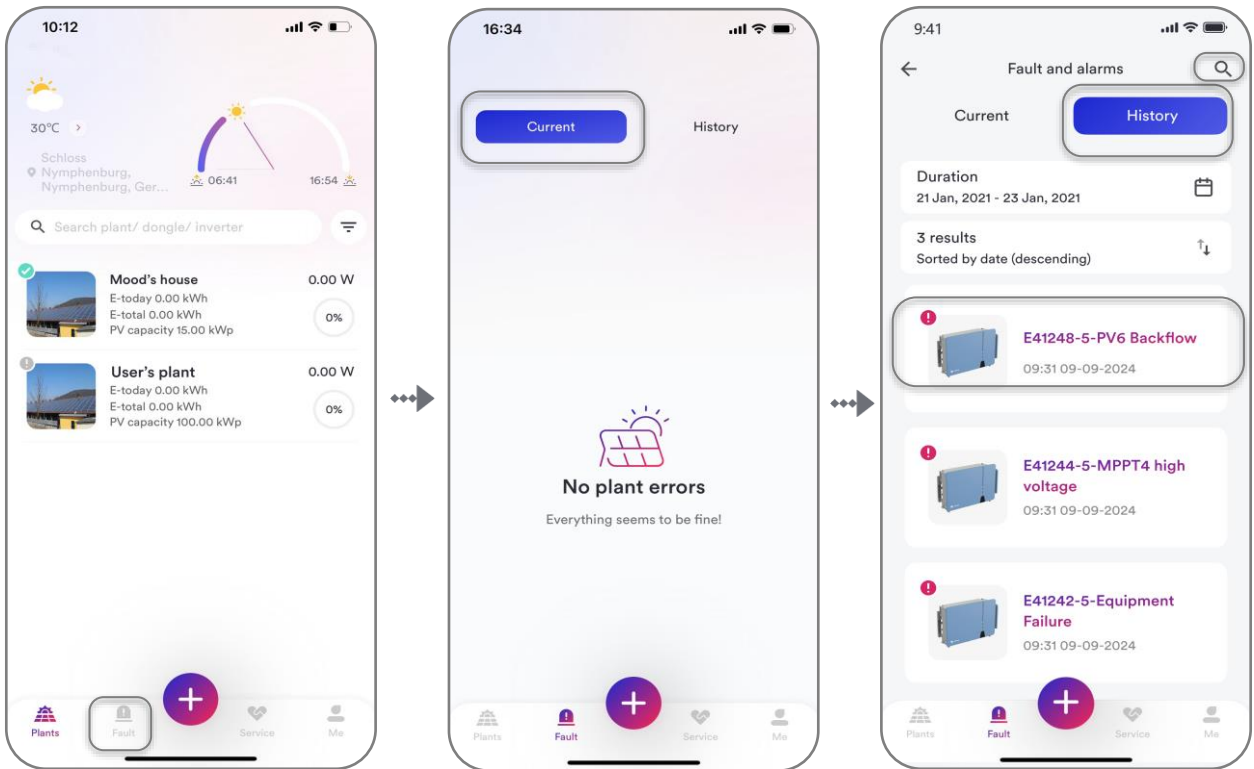 10:12
30°C
Schloss
Nymphenburg,
Nymphenburg, Ger...
06:41
16:54
Search plant/ dongle/ inverter
Mood's house
0.00 W
E-today 0.00 kWh
E-total 0.00 kWh
PV capacity 15.00 kWp
0%
User's plant
0.00 W
E-today 0.00 kWh
E-total 0.00 kWh
PV capacity 100.00 kWp
0%
Plants
Fault
Service
Me
16:34
Current
History
No plant errors
Everything seems to be fine!
Plants
Fault
Service
Me
9:41
Fault and alarms
Current
History
Duration
21 Jan, 2021 - 23 Jan, 2021
3 results
Sorted by date (descending)
E41248-5-PV6 Backflow
09:31 09-09-2024
E41244-5-MPPT4 high
voltage
09:31 09-09-2024
E41242-5-Equipment
Failure
09:31 09-09-2024
Plants
Fault
Service
Me